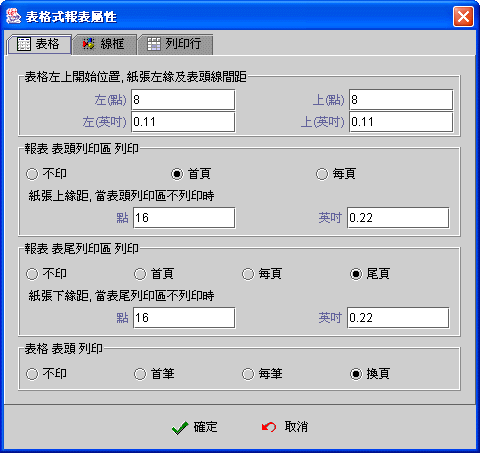 表格式報表屬性
表格 線框 列印行
表格左上開始位置, 紙張左緣及表頭線間距
左(點) 8 上(點) 8
左(英吋) 0.11 上(英吋) 0.11
報表 表頭列印區 列印
不印 首頁 每頁
紙張上緣距, 當表頭列印區不列印時
點 16 英吋 0.22
報表 表尾列印區 列印
不印 首頁 每頁 尾頁
紙張下緣距, 當表尾列印區不列印時
點 16 英吋 0.22
表格 表頭 列印
不印 首筆 每筆 換頁
確定 取消